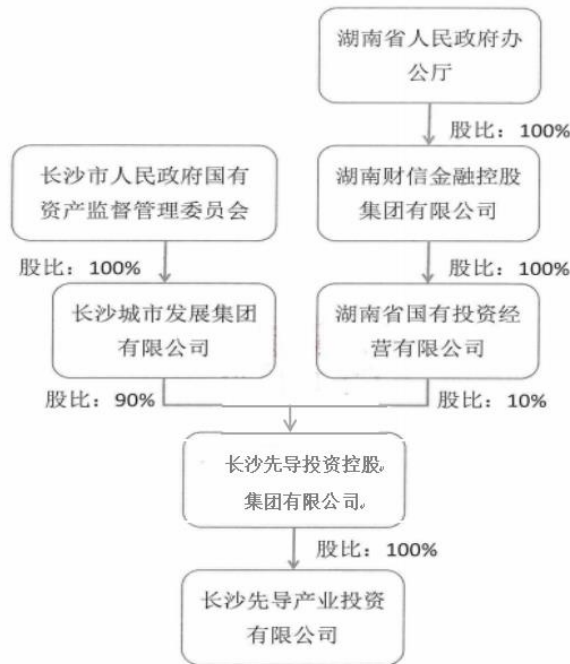 湖南省人民政府办
公厅
股比：100%
长沙市人民政府国有
资产监督管理委员会
湖南财信金融控股
集团有限公司
股比：100%
股比：100%
长沙城市发展集团
有限公司
湖南省国有投资经
营有限公司
股比：90%
股比：10%
长沙先导投资控股
集团有限公司
股比：100%
长沙先导产业投资
有限公司